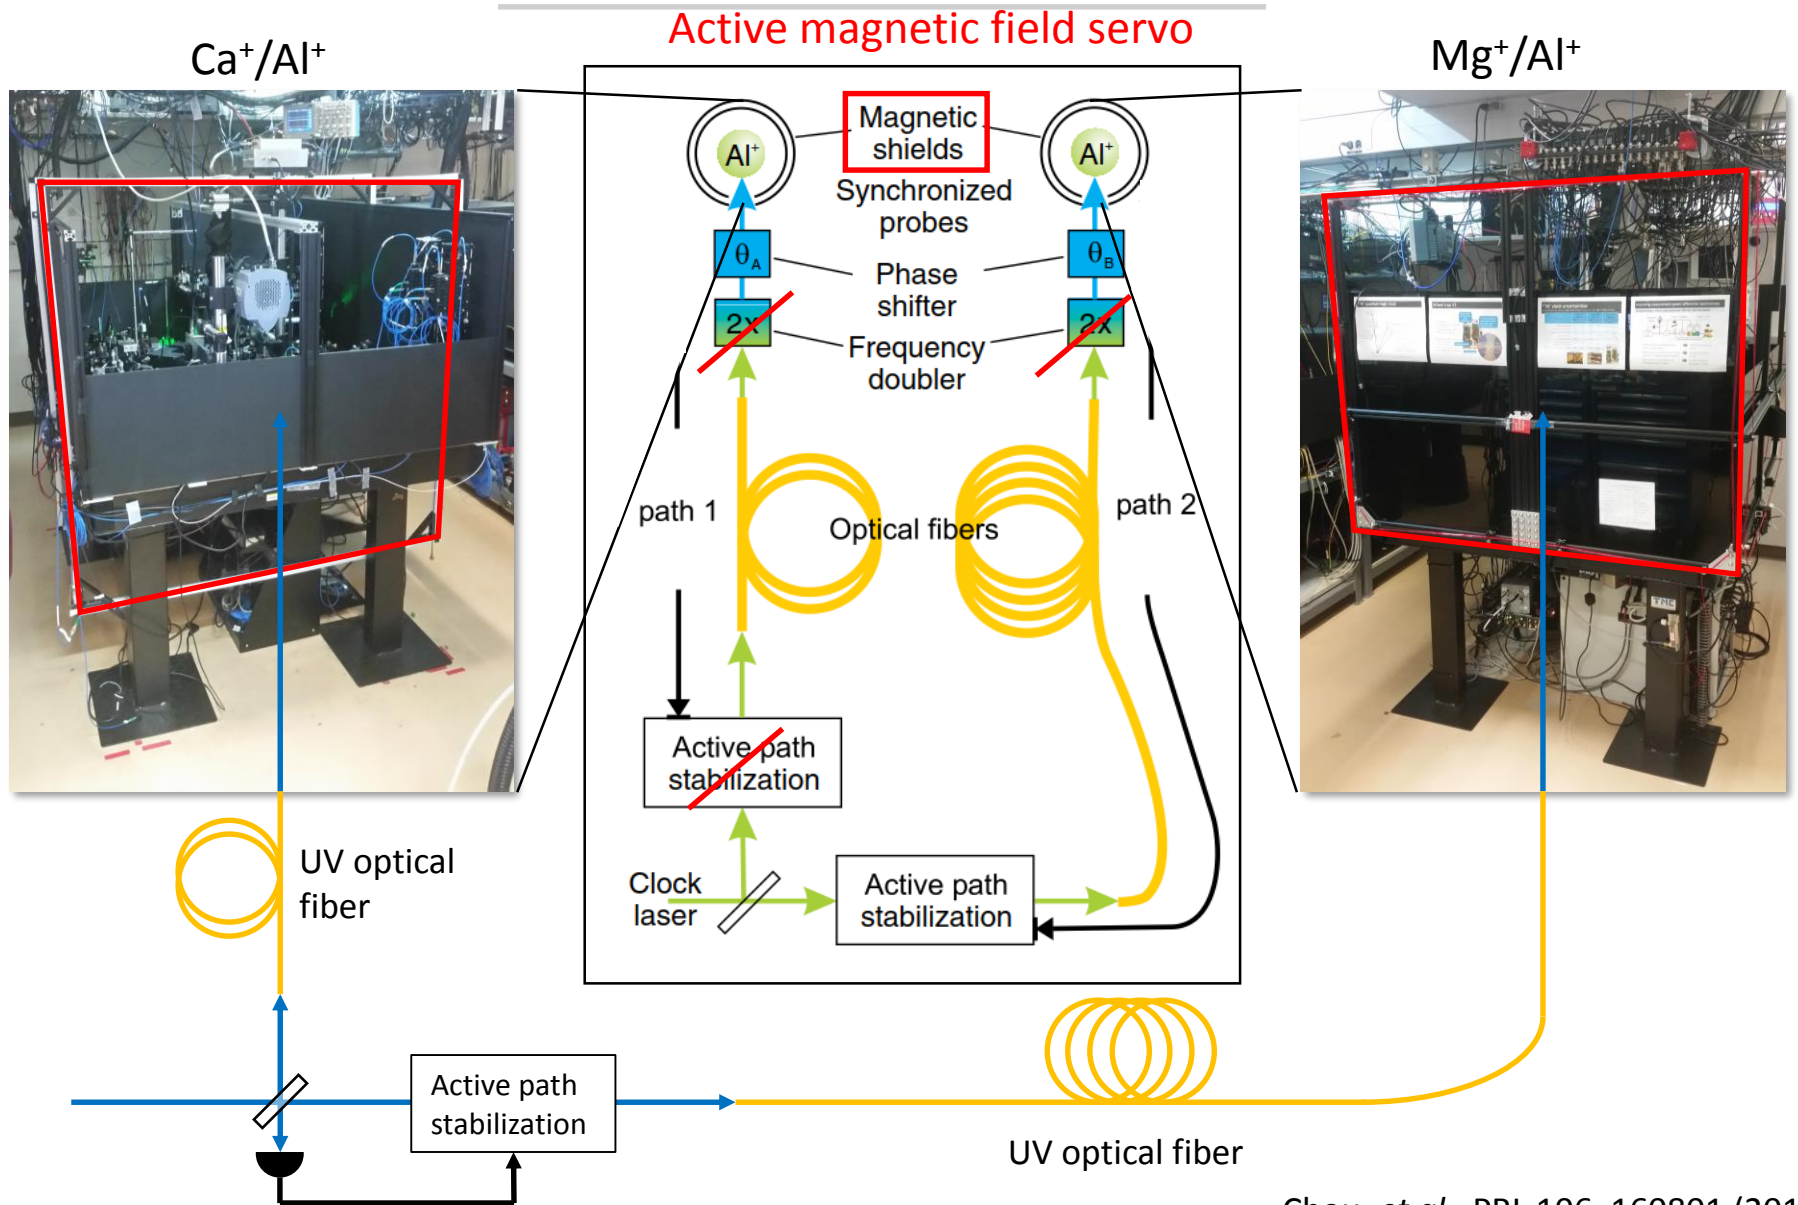 Active magnetic field servo
Ca⁺/Al⁺
Mg⁺/Al⁺
Magnetic
shields
Al⁺
Al⁺
Synchronized
probes
θA
θB
Phase
shifter
2x
2x
Frequency
doubler
path 1
Optical fibers
path 2
Active path
stabilization
Clock
laser
Active path
stabilization
UV optical
fiber
Active path
stabilization
UV optical fiber
TMC